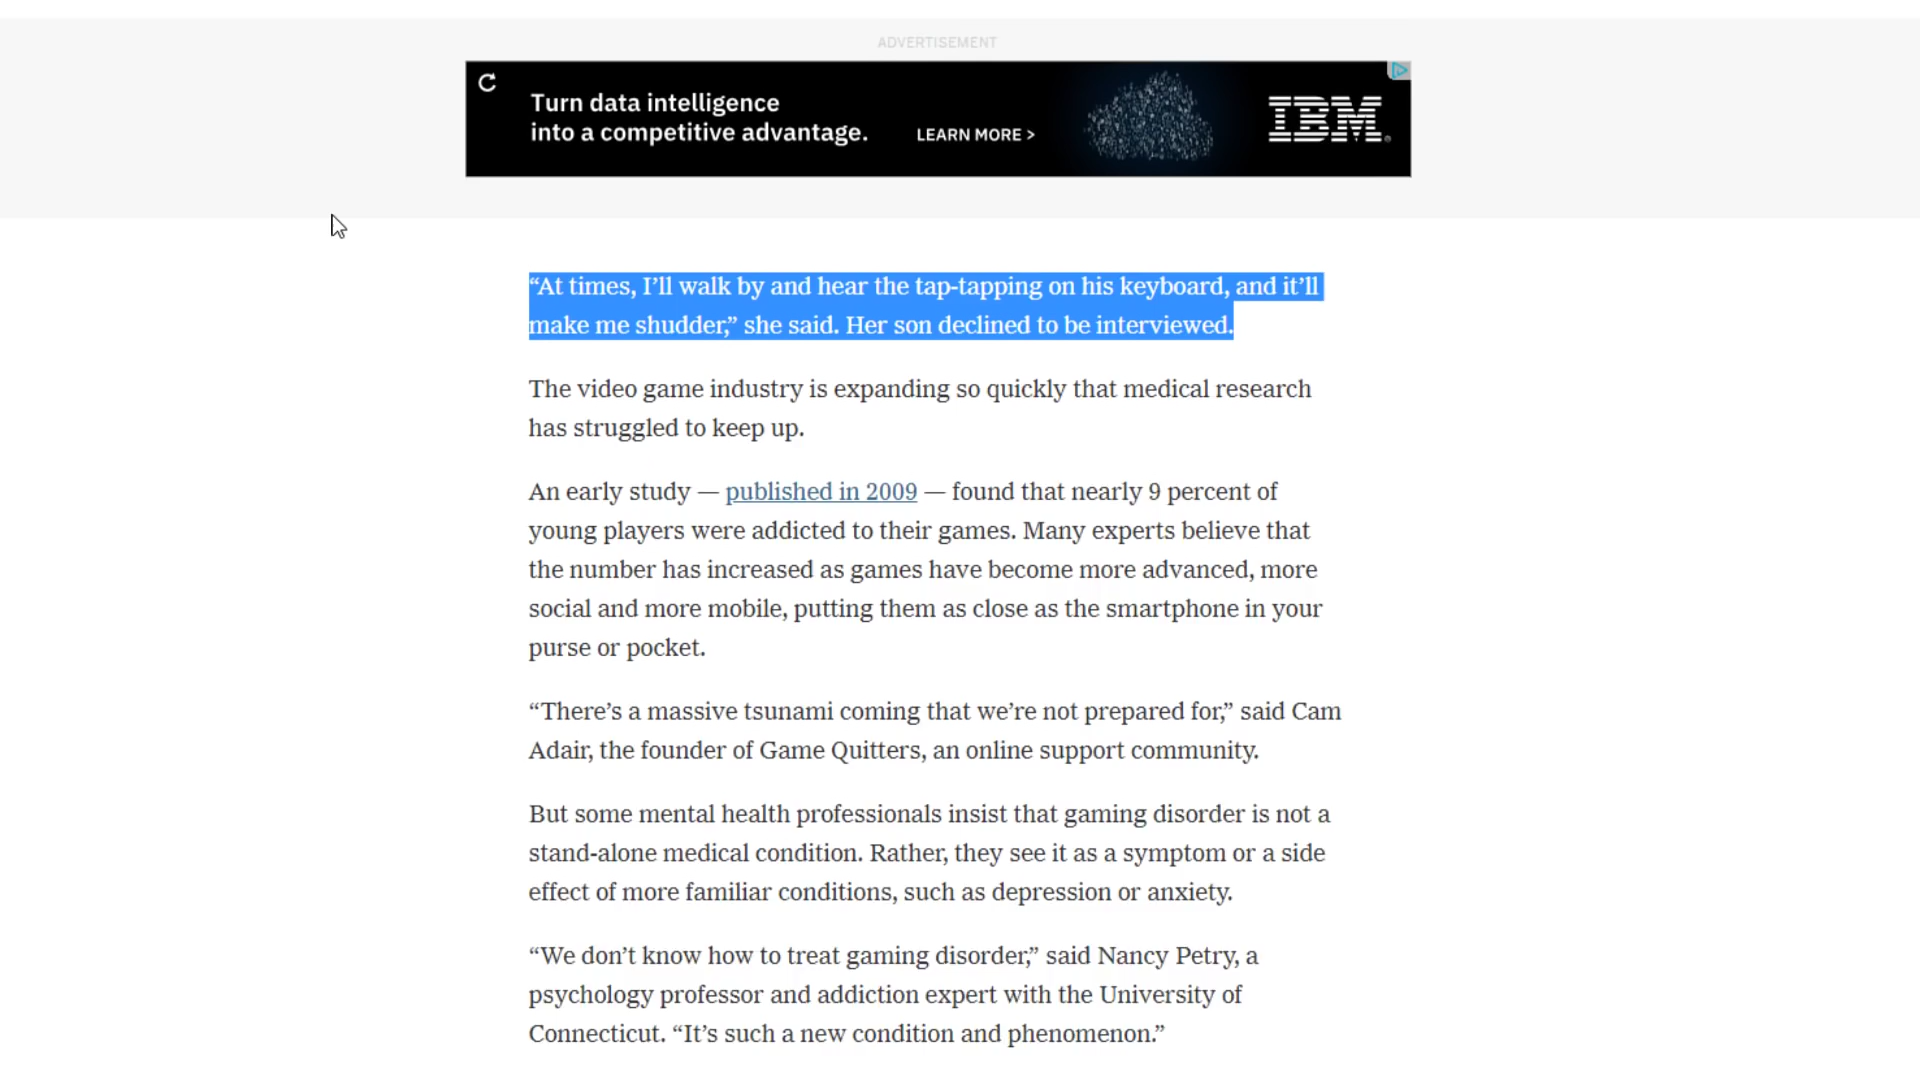 ADVERTISEMENT
Turn data intelligence
into a competitive advantage.
LEARN MORE >
IBM®
“At times, I’ll walk by and hear the tap-tapping on his keyboard, and it’ll
make me shudder,” she said. Her son declined to be interviewed.
The video game industry is expanding so quickly that medical research
has struggled to keep up.
An early study — published in 2009 — found that nearly 9 percent of
young players were addicted to their games. Many experts believe that
the number has increased as games have become more advanced, more
social and more mobile, putting them as close as the smartphone in your
purse or pocket.
“There’s a massive tsunami coming that we’re not prepared for,” said Cam
Adair, the founder of Game Quitters, an online support community.
But some mental health professionals insist that gaming disorder is not a
stand-alone medical condition. Rather, they see it as a symptom or a side
effect of more familiar conditions, such as depression or anxiety.
“We don’t know how to treat gaming disorder,” said Nancy Petry, a
psychology professor and addiction expert with the University of
Connecticut. “It’s such a new condition and phenomenon.”